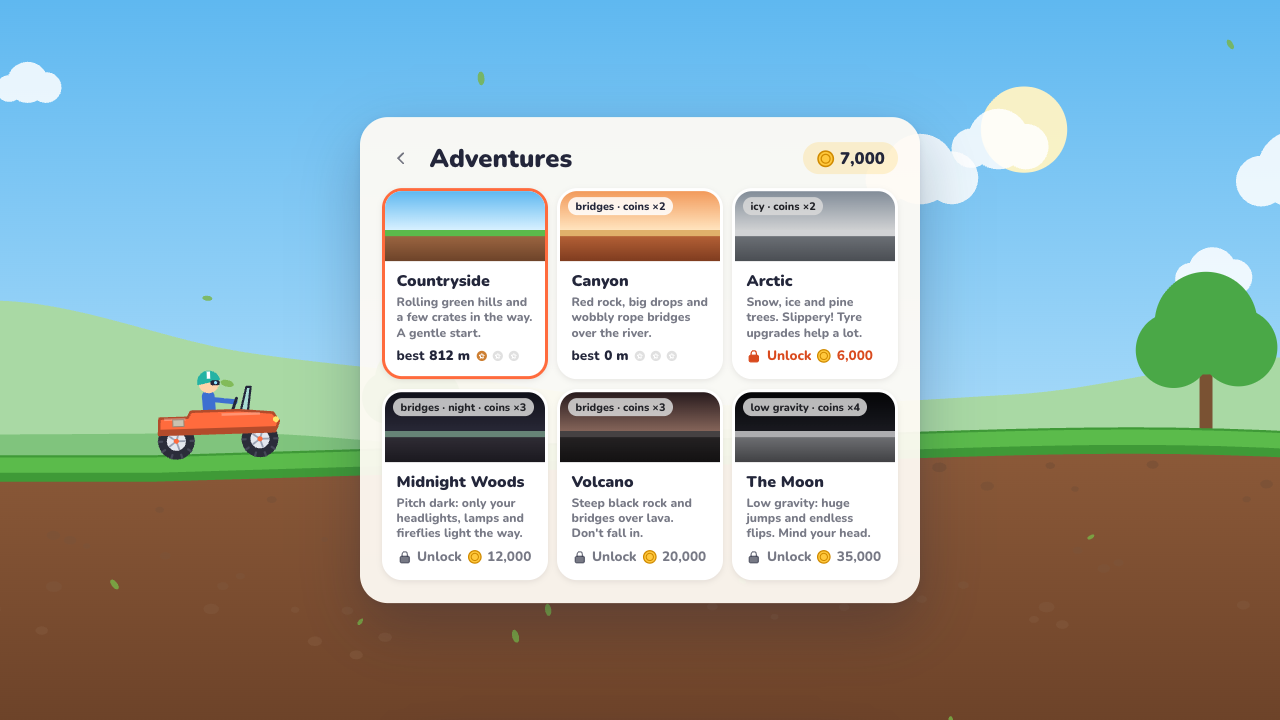 Adventures
7,000
Countryside
Rolling green hills and
a few crates in the way.
A gentle start.
best 812 m
bridges · coins ×2
Canyon
Red rock, big drops and
wobbly rope bridges
over the river.
best 0 m
icy · coins ×2
Arctic
Snow, ice and pine
trees. Slippery! Tyre
upgrades help a lot.
Unlock 6,000
bridges · night · coins ×3
Midnight Woods
Pitch dark: only your
headlights, lamps and
fireflies light the way.
Unlock 12,000
bridges · coins ×3
Volcano
Steep black rock and
bridges over lava.
Don't fall in.
Unlock 20,000
low gravity · coins ×4
The Moon
Low gravity: huge
jumps and endless
flips. Mind your head.
Unlock 35,000